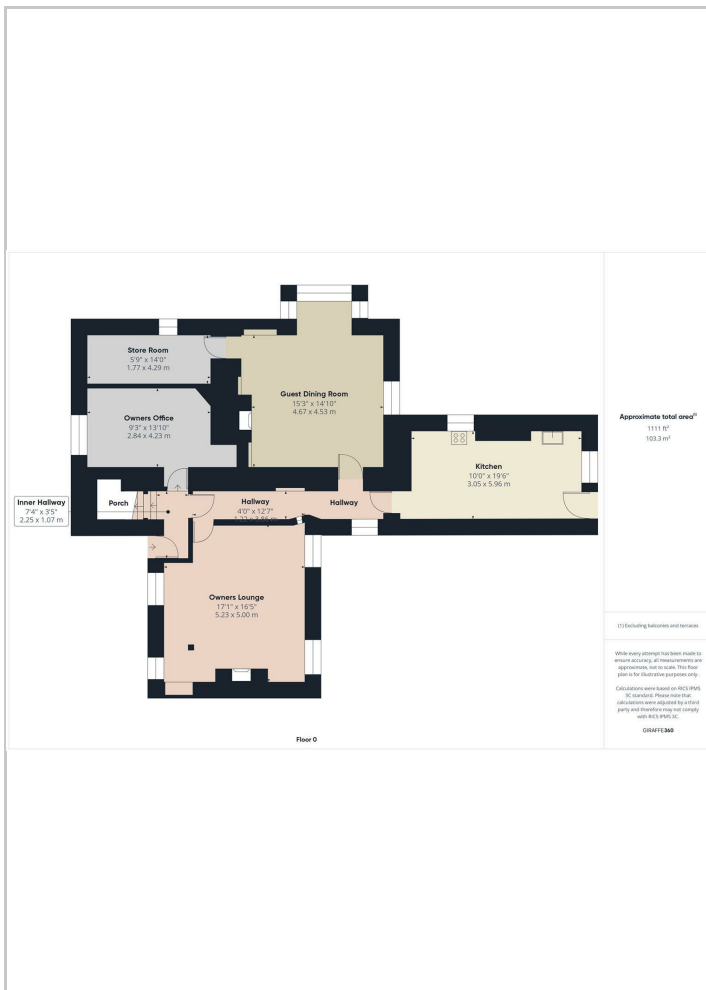 Store Room
5'9" x 14'0"
1.77 x 4.29 m
Guest Dining Room
15'3" x 14'10"
4.67 x 4.53 m
Owners Office
9'3" x 13'10"
2.84 x 4.23 m
Kitchen
10'0" x 19'6"
3.05 x 5.96 m
Inner Hallway
7'4" x 3'5"
2.25 x 1.07 m
Porch
Hallway
4'0" x 12'7"
Hallway
Owners Lounge
17'1" x 16'5"
5.23 x 5.00 m
Floor 0
Approximate total area(1)
1111 ft²
103.3 m²
(1) Excluding balconies and terraces
While every attempt has been made to
ensure accuracy, all measurements are
approximate, not to scale. This floor
plan is for illustrative purposes only.
Calculations were based on RICS IPMS
3C standard. Please note that
calculations were adjusted by a third
party and therefore may not comply
with RICS IPMS 3C.
GIRAFFE360